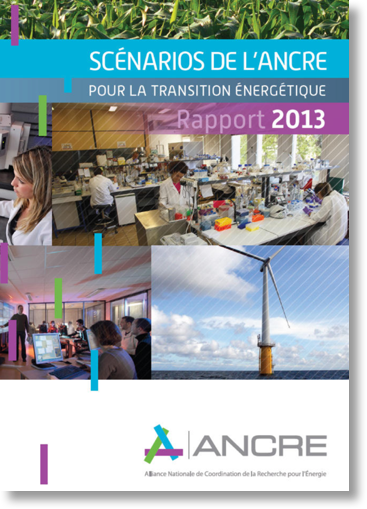 SCÉNARIOS DE L'ANCRE
POUR LA TRANSITION ÉNERGÉTIQUE
Rapport 2013
ANCRE
Alliance Nationale de Coordination de la Recherche pour l'Énergie